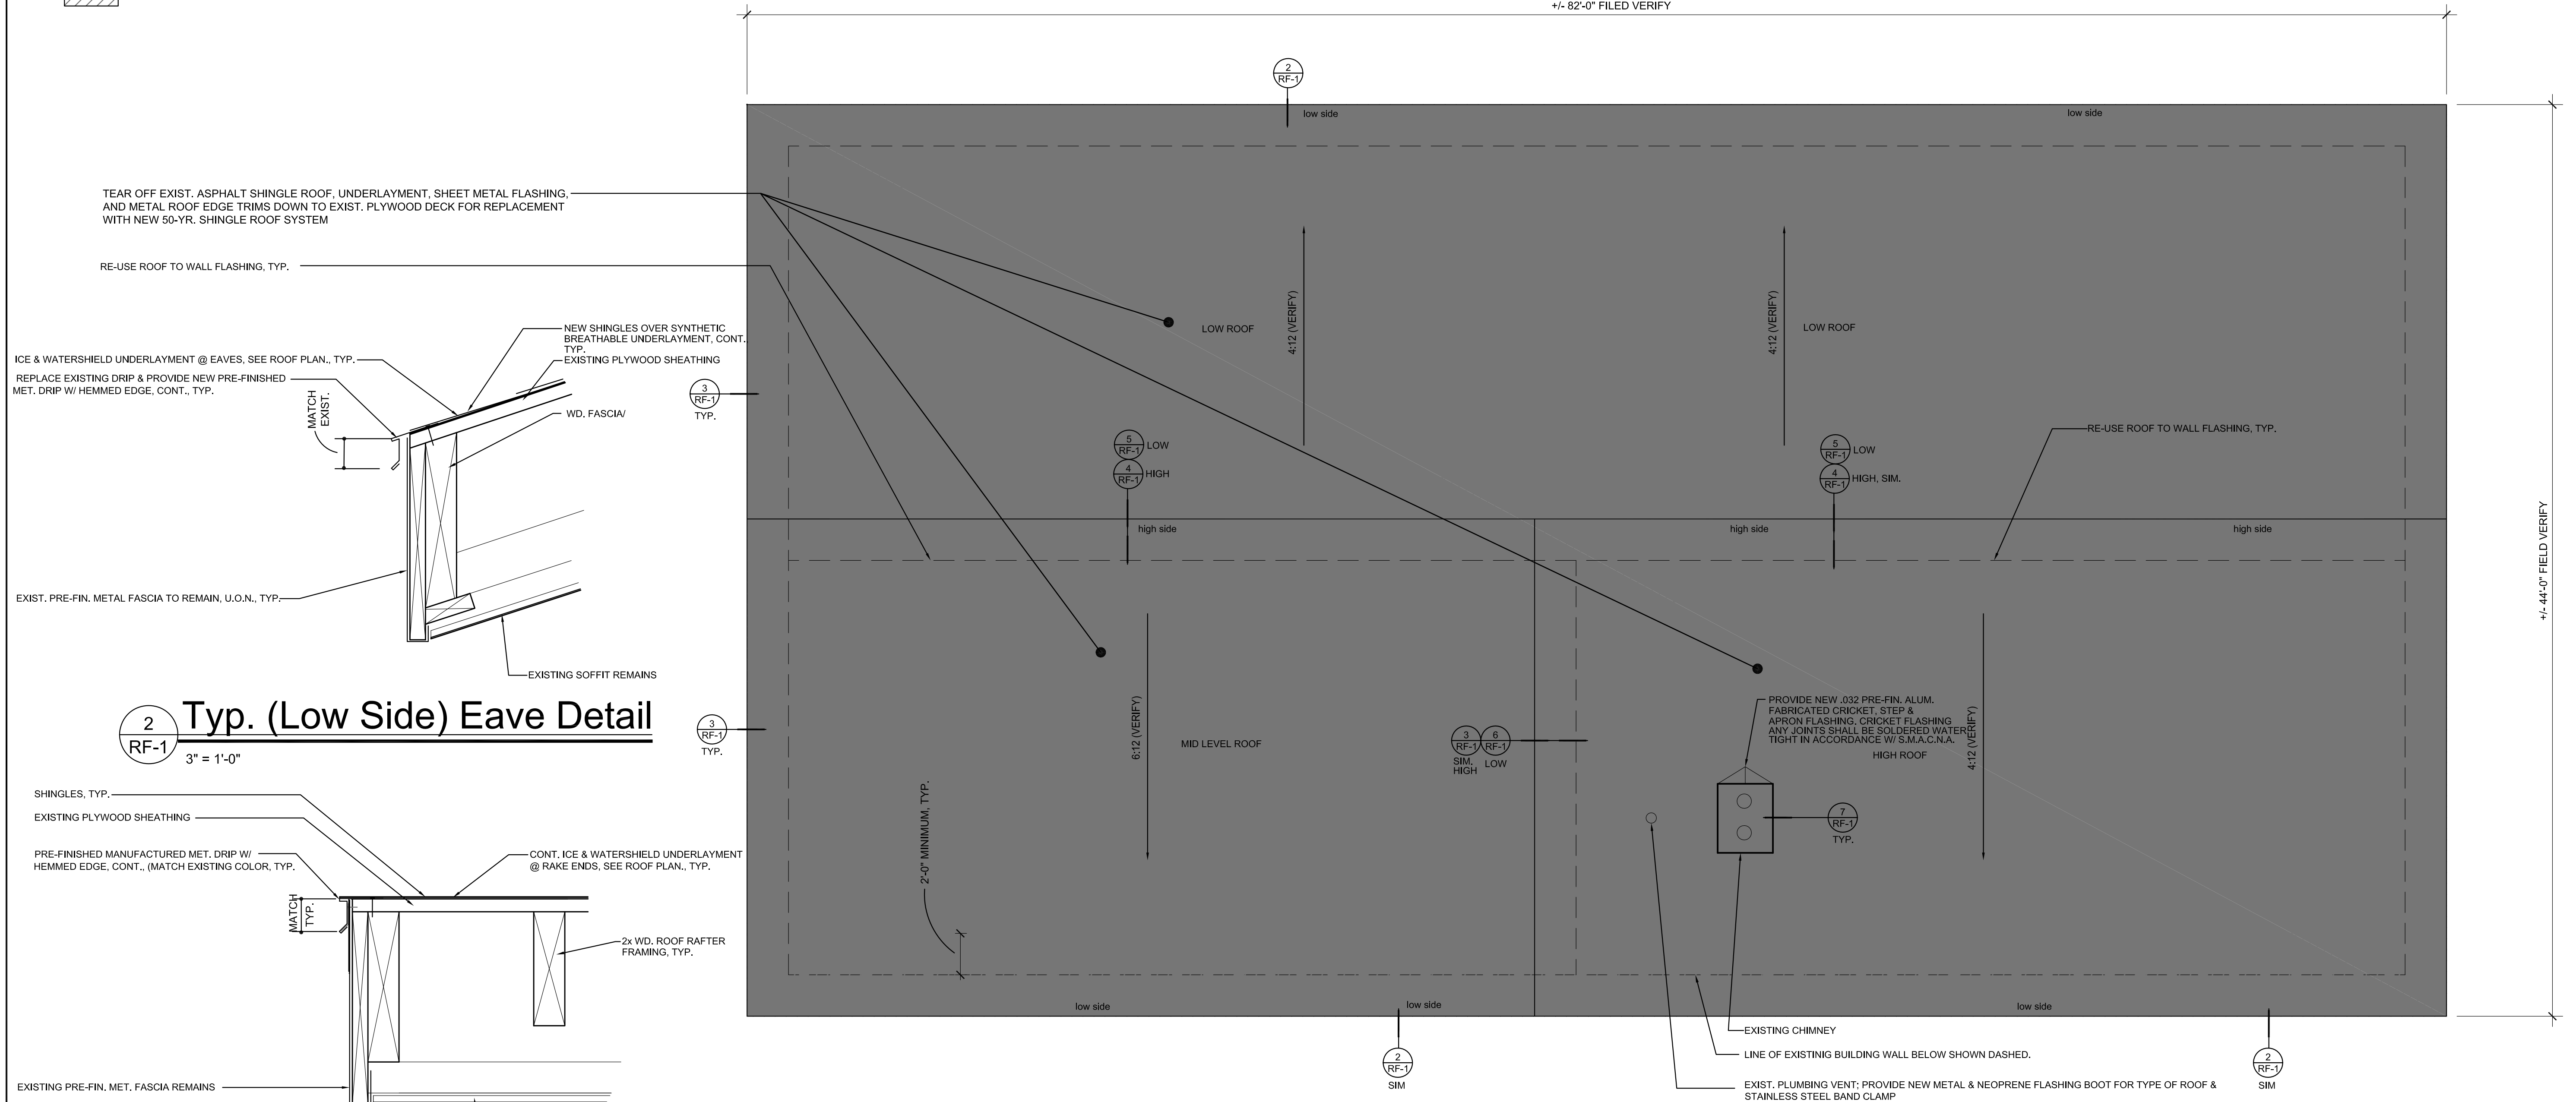 +/- 82'-0" FILED VERIFY
2
RF-1
low side
low side
TEAR OFF EXIST. ASPHALT SHINGLE ROOF, UNDERLAYMENT, SHEET METAL FLASHING,
AND METAL ROOF EDGE TRIMS DOWN TO EXIST. PLYWOOD DECK FOR REPLACEMENT
WITH NEW 50-YR. SHINGLE ROOF SYSTEM
RE-USE ROOF TO WALL FLASHING, TYP.
NEW SHINGLES OVER SYNTHETIC
BREATHABLE UNDERLAYMENT, CONT.,
TYP.
EXISTING PLYWOOD SHEATHING
ICE & WATERSHIELD UNDERLAYMENT @ EAVES, SEE ROOF PLAN., TYP.
REPLACE EXISTING DRIP & PROVIDE NEW PRE-FINISHED
MET. DRIP W/ HEMMED EDGE, CONT., TYP.
MATCH
EXIST.
WD. FASCIA/
EXIST. PRE-FIN. METAL FASCIA TO REMAIN, U.O.N., TYP.
EXISTING SOFFIT REMAINS
2
RF-1
Typ. (Low Side) Eave Detail
3" = 1'-0"
3
RF-1
TYP.
LOW ROOF
4:12 (VERIFY)
4:12 (VERIFY)
LOW ROOF
5
RF-1
LOW
4
RF-1
HIGH
5
RF-1
LOW
4
RF-1
HIGH, SIM.
RE-USE ROOF TO WALL FLASHING, TYP.
high side
high side
high side
+/- 44'-0" FIELD VERIFY
3
RF-1
TYP.
6:12 (VERIFY)
MID LEVEL ROOF
3
RF-1
SIM.
HIGH
6
RF-1
LOW
PROVIDE NEW .032 PRE-FIN. ALUM.
FABRICATED CRICKET, STEP &
APRON FLASHING. CRICKET FLASHING
ANY JOINTS SHALL BE SOLDERED WATER
TIGHT IN ACCORDANCE W/ S.M.A.C.N.A.
HIGH ROOF
4:12 (VERIFY)
7
RF-1
TYP.
2'-0" MINIMUM, TYP.
low side
low side
low side
2
RF-1
SIM
2
RF-1
SIM
EXISTING CHIMNEY
LINE OF EXISTINIG BUILDING WALL BELOW SHOWN DASHED.
EXIST. PLUMBING VENT; PROVIDE NEW METAL & NEOPRENE FLASHING BOOT FOR TYPE OF ROOF &
STAINLESS STEEL BAND CLAMP
SHINGLES, TYP.
EXISTING PLYWOOD SHEATHING
PRE-FINISHED MANUFACTURED MET. DRIP W/
HEMMED EDGE, CONT., (MATCH EXISTING COLOR, TYP.
CONT. ICE & WATERSHIELD UNDERLAYMENT
@ RAKE ENDS, SEE ROOF PLAN., TYP.
MATCH
TYP.
2x WD. ROOF RAFTER
FRAMING, TYP.
EXISTING PRE-FIN. MET. FASCIA REMAINS